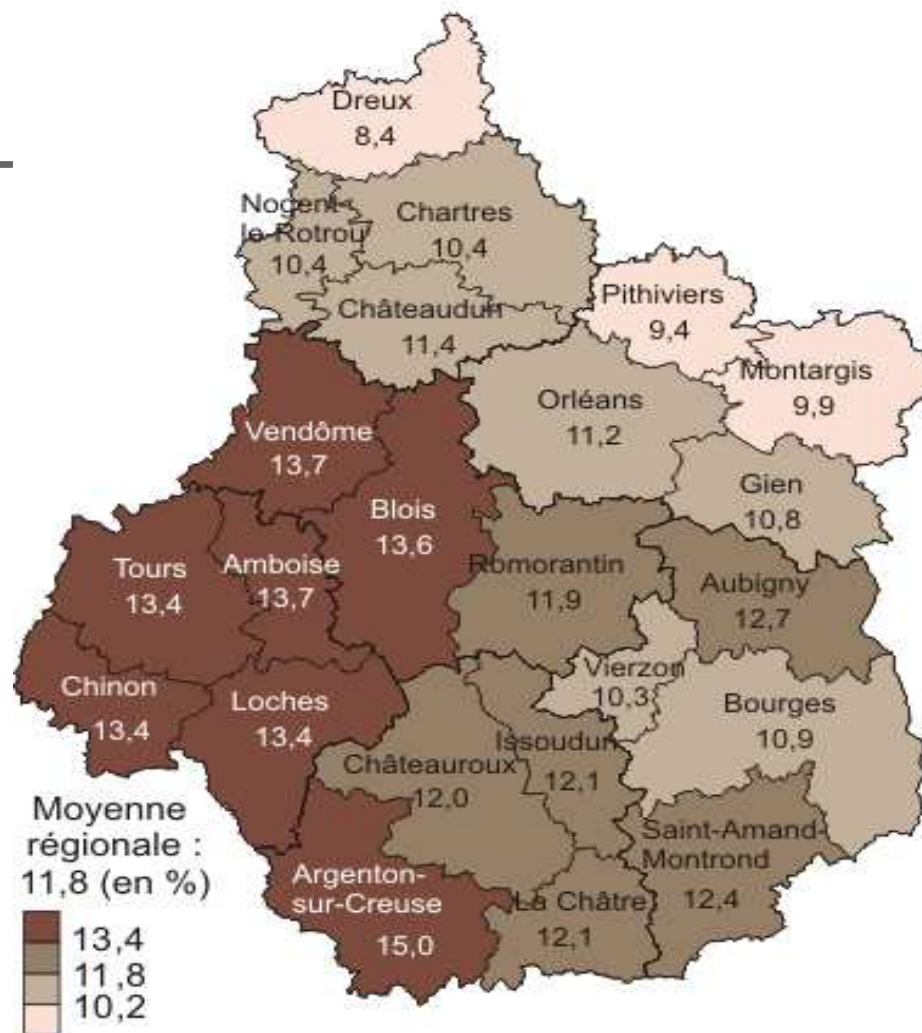 Dreux
8,4
Nogent-
le-Rotrou
10,4
Chartres
10,4
Châteaudun
11,4
Pithiviers
9,4
Montargis
9,9
Orléans
11,2
Vendôme
13,7
Gien
10,8
Blois
13,6
Tours
13,4
Amboise
13,7
Romorantin
11,9
Aubigny
12,7
Chinon
13,4
Loches
13,4
Vierzon
10,3
Bourges
10,9
Issoudun
12,1
Châteauroux
12,0
Saint-Amand-
Montrond
12,4
Argenton-
sur-Creuse
15,0
La Châtre
12,1
Moyenne
régionale :
11,8 (en %)
13,4
11,8
10,2